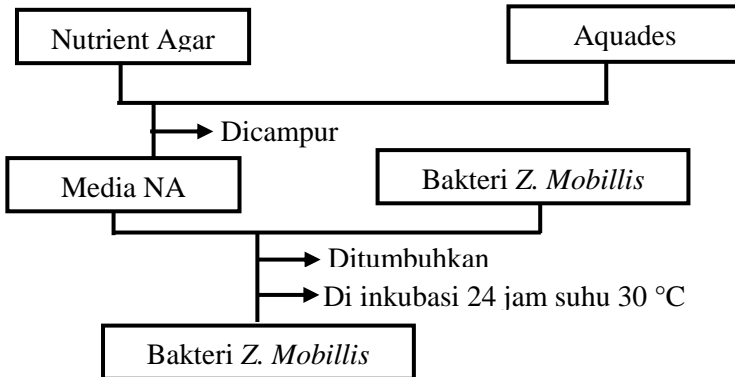 Nutrient Agar
Aquades
Dicampur
Media NA
Bakteri Z. Mobillis
Ditumbuhkan
Di inkubasi 24 jam suhu 30 °C
Bakteri Z. Mobillis